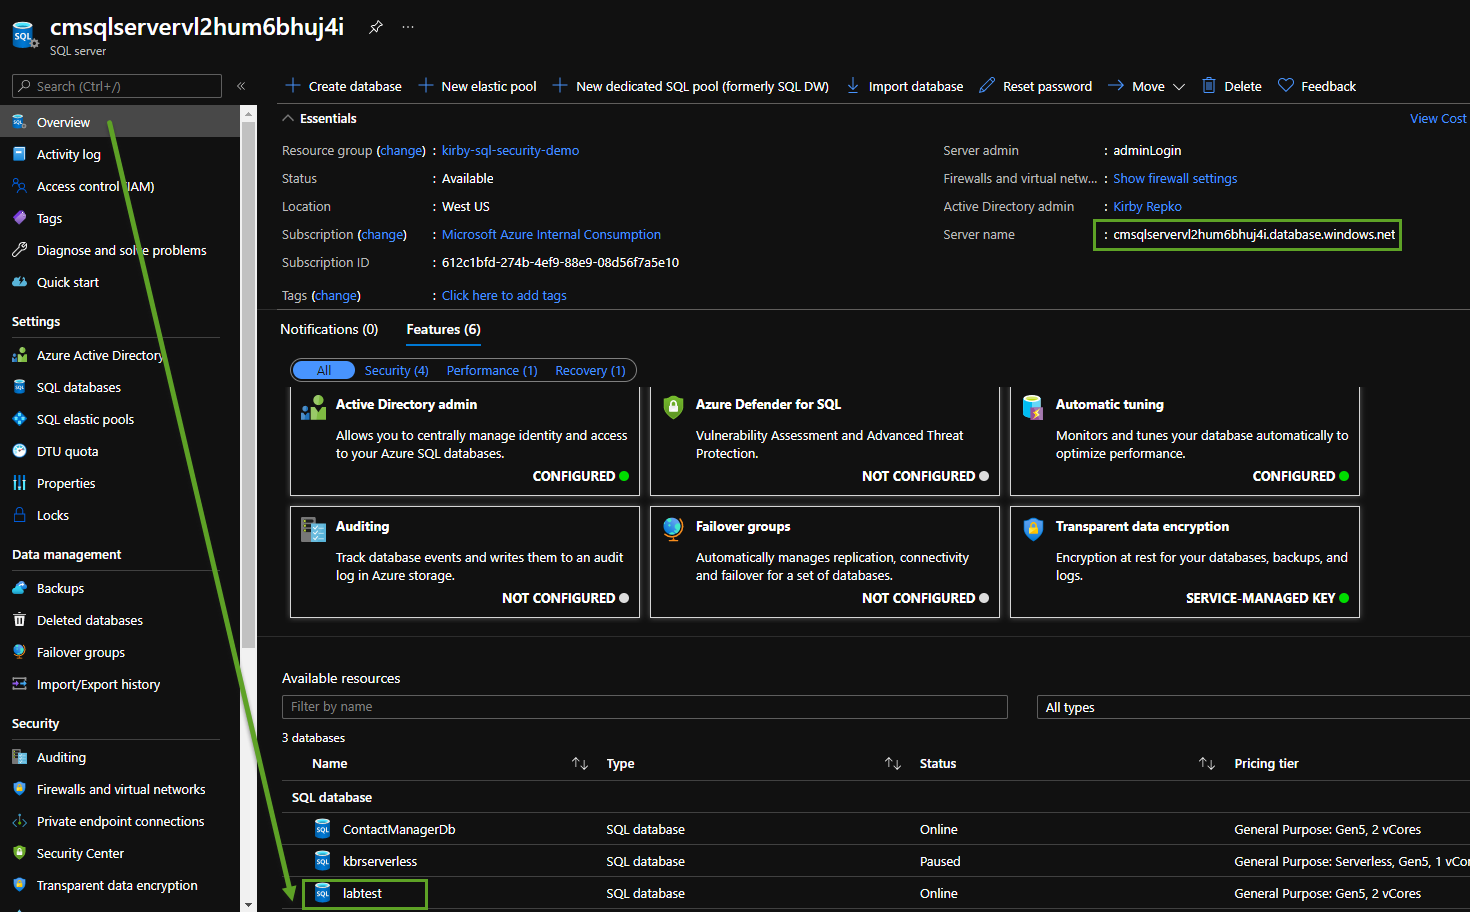 cmsqlservervl2hum6bhuj4i
SQL server
Search (Ctrl+/)
Overview
Activity log
Access control (IAM)
Tags
Diagnose and solve problems
Quick start
Settings
Azure Active Directory
SQL databases
SQL elastic pools
DTU quota
Properties
Locks
Data management
Backups
Deleted databases
Failover groups
Import/Export history
Security
Auditing
Firewalls and virtual networks
Private endpoint connections
Security Center
Transparent data encryption
Create database New elastic pool New dedicated SQL pool (formerly SQL DW) Import database Reset password Move Delete Feedback
Essentials
View Cost
Resource group (change) : kirby-sql-security-demo
Status : Available
Location : West US
Subscription (change) : Microsoft Azure Internal Consumption
Subscription ID : 612c1bfd-274b-4ef9-88e9-08d56f7a5e10
Tags (change) : Click here to add tags
Server admin : adminLogin
Firewalls and virtual netw... : Show firewall settings
Active Directory admin : Kirby Repko
Server name : cmsqlservervl2hum6bhuj4i.database.windows.net
Notifications (0) Features (6)
All Security (4) Performance (1) Recovery (1)
Active Directory admin
Allows you to centrally manage identity and access
to your Azure SQL databases.
CONFIGURED
Azure Defender for SQL
Vulnerability Assessment and Advanced Threat
Protection.
NOT CONFIGURED
Automatic tuning
Monitors and tunes your database automatically to
optimize performance.
CONFIGURED
Auditing
Track database events and writes them to an audit
log in Azure storage.
NOT CONFIGURED
Failover groups
Automatically manages replication, connectivity
and failover for a set of databases.
NOT CONFIGURED
Transparent data encryption
Encryption at rest for your databases, backups, and
logs.
SERVICE-MANAGED KEY
Available resources
Filter by name
All types
3 databases
Name Type Status Pricing tier
SQL database
ContactManagerDb SQL database Online General Purpose: Gen5, 2 vCores
kbrserverless SQL database Paused General Purpose: Serverless, Gen5, 1 vCo
labtest SQL database Online General Purpose: Gen5, 2 vCores